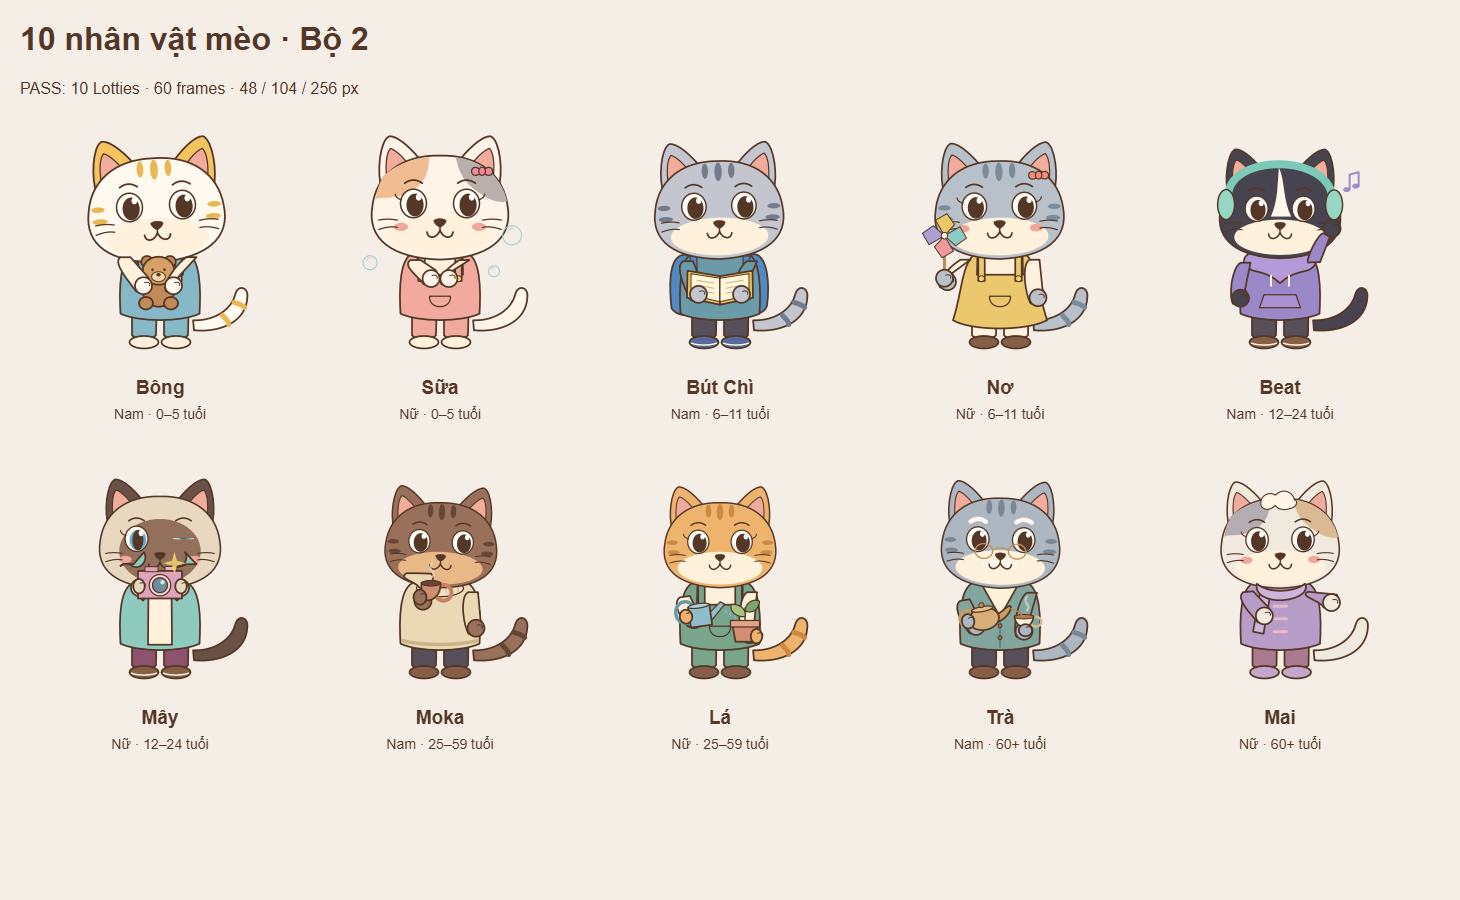 10 nhân vật mèo · Bộ 2
PASS: 10 Lotties · 60 frames · 48 / 104 / 256 px
Bông
Nam · 0–5 tuổi
Sữa
Nữ · 0–5 tuổi
Bút Chì
Nam · 6–11 tuổi
Nơ
Nữ · 6–11 tuổi
Beat
Nam · 12–24 tuổi
Mây
Nữ · 12–24 tuổi
Moka
Nam · 25–59 tuổi
Lá
Nữ · 25–59 tuổi
Trà
Nam · 60+ tuổi
Mai
Nữ · 60+ tuổi